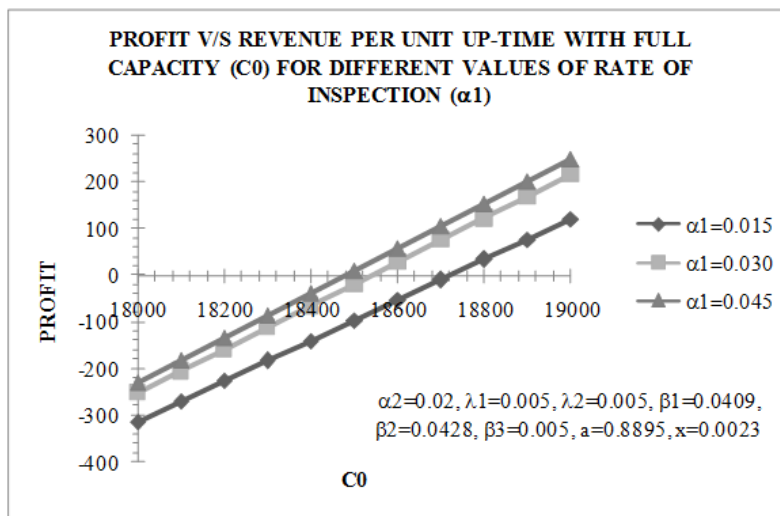 PROFIT V/S REVENUE PER UNIT UP-TIME WITH FULL
CAPACITY (C0) FOR DIFFERENT VALUES OF RATE OF
INSPECTION (α1)
300
200
100
0
-100
-200
-300
-400
18000
18200
18400
18600
18800
19000
PROFIT
C0
α1=0.015
α1=0.030
α1=0.045
α2=0.02, λ1=0.005, λ2=0.005, β1=0.0409,
β2=0.0428, β3=0.005, a=0.8895, x=0.0023